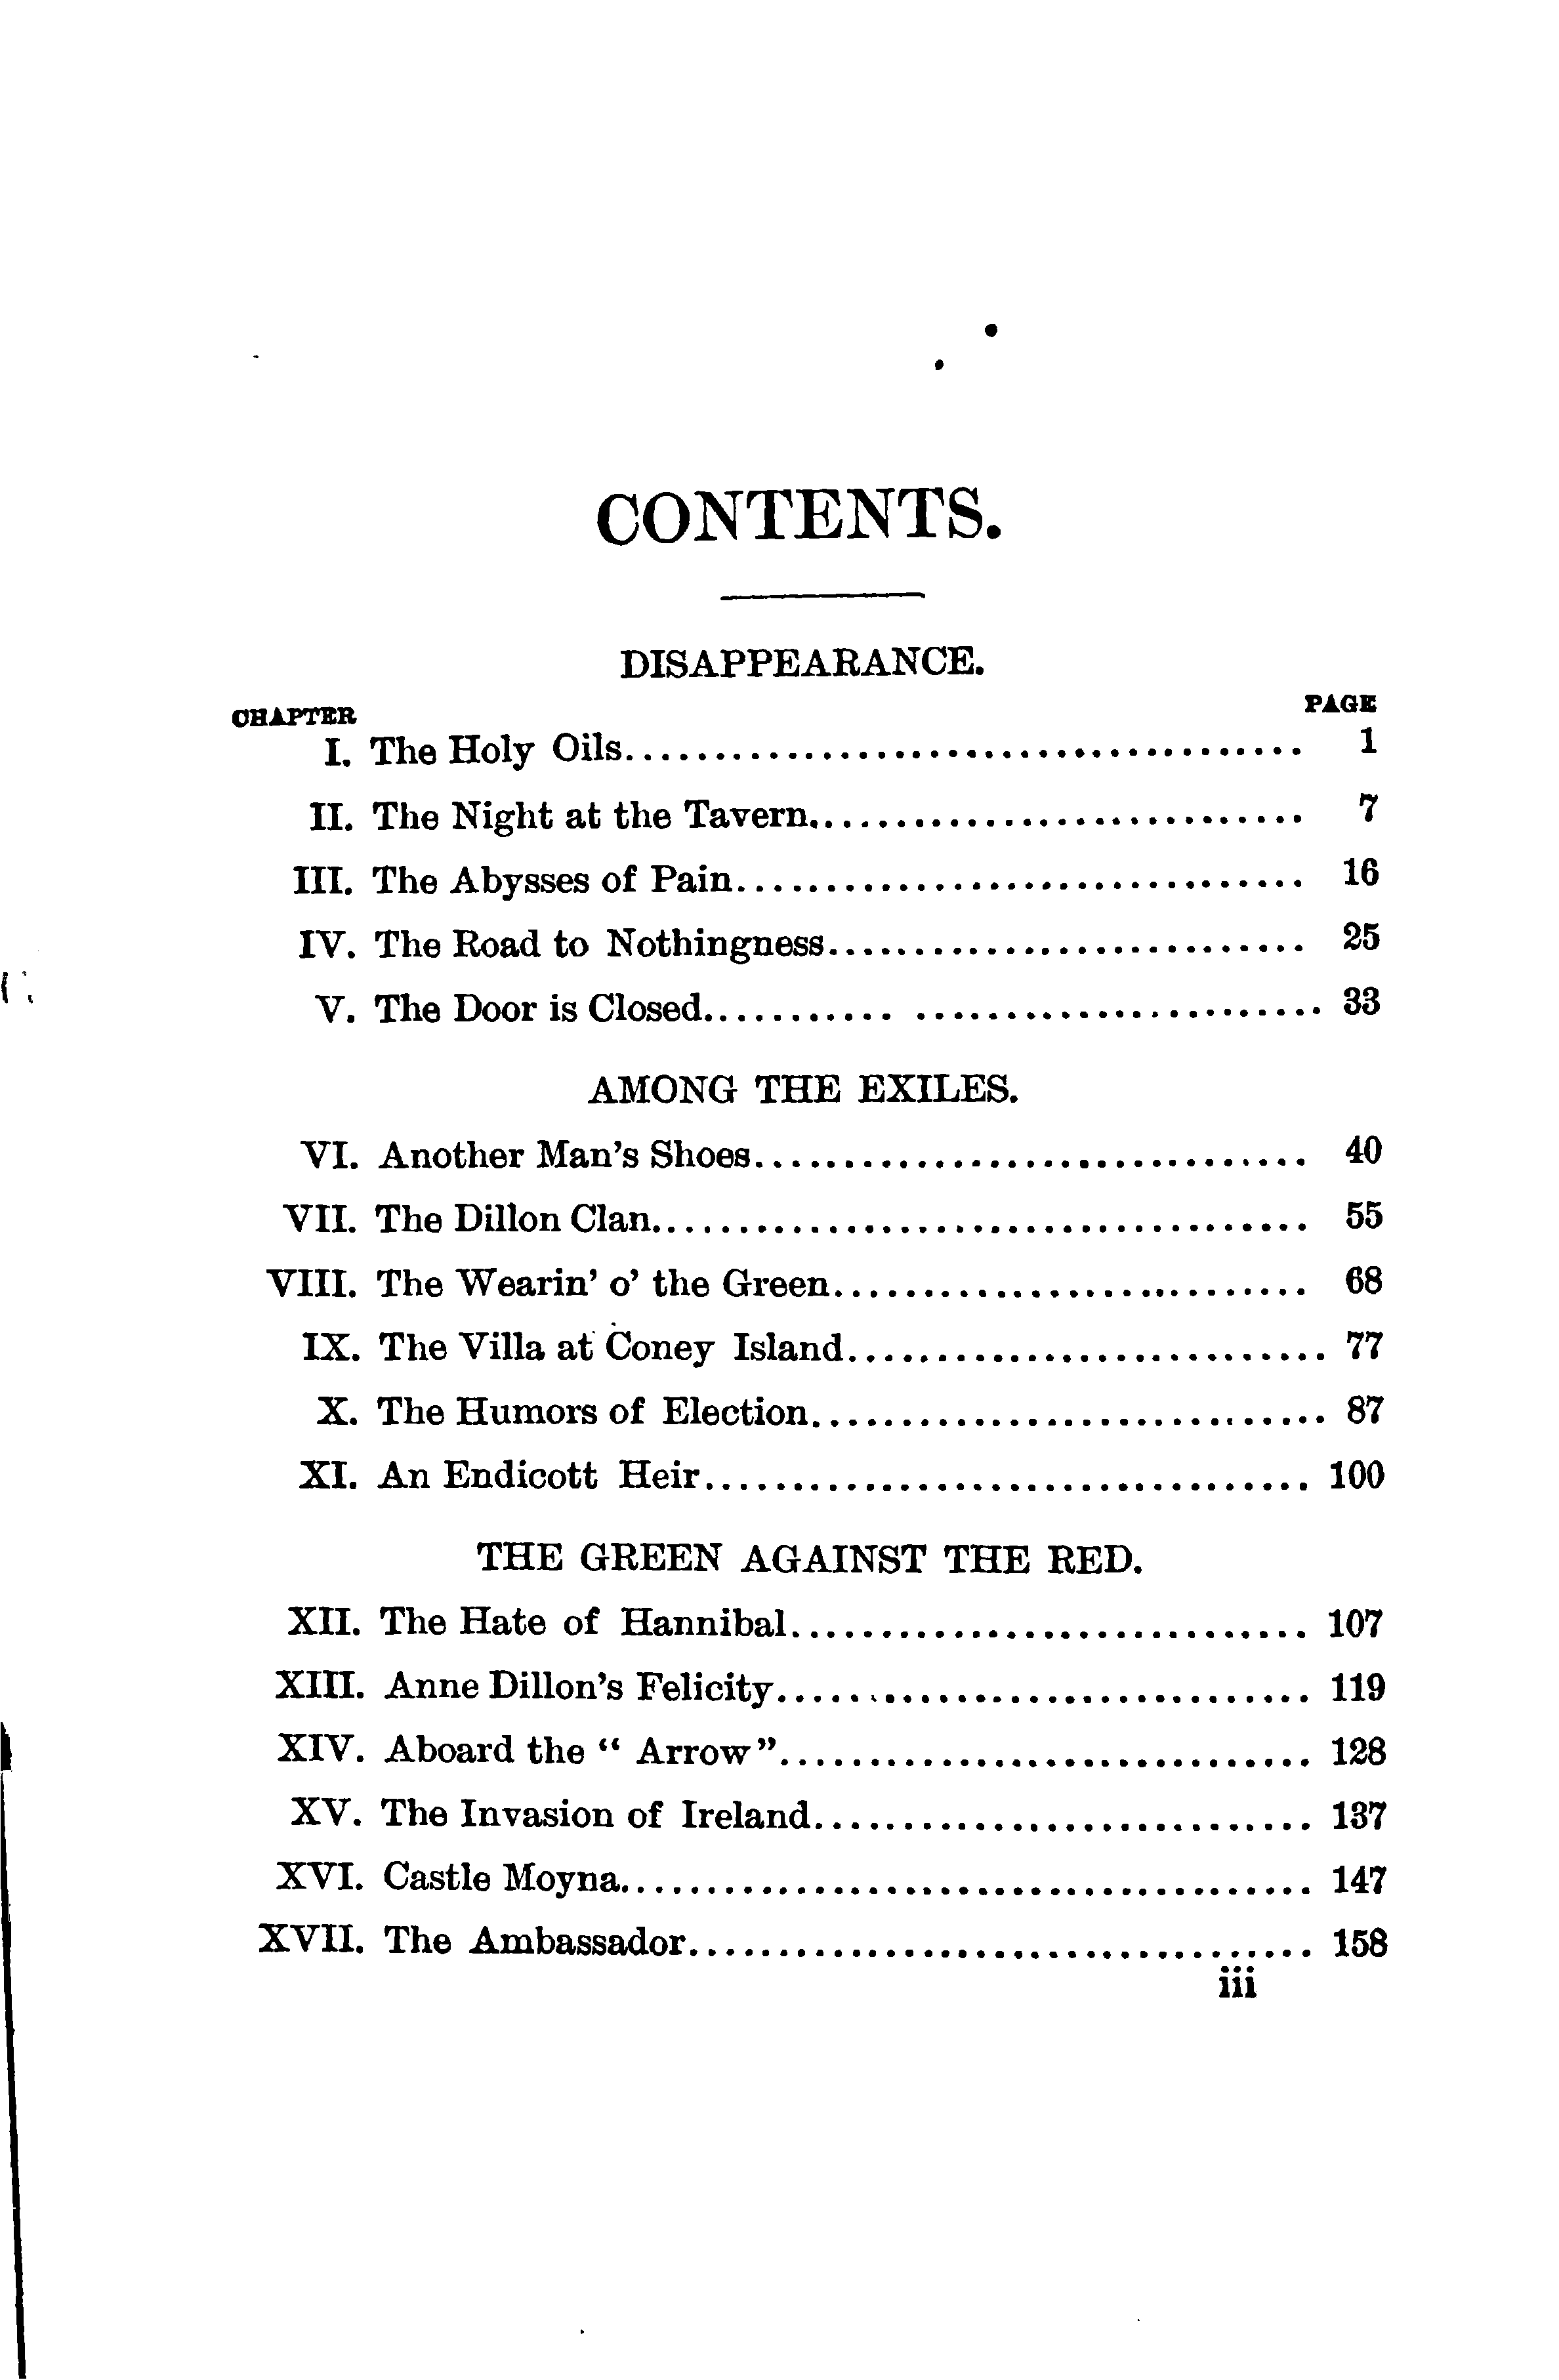 CONTENTS.
DISAPPEARANCE.
CHAPTER PAGE
I. The Holy Oils...................................... 1
II. The Night at the Tavern............................ 7
III. The Abysses of Pain................................ 16
IV. The Road to Nothingness........................... 25
V. The Door is Closed........... ....................... 33
AMONG THE EXILES.
VI. Another Man's Shoes............................... 40
VII. The Dillon Clan..................................... 55
VIII. The Wearin' o' the Green........................... 68
IX. The Villa at Coney Island........................... 77
X. The Humors of Election............................. 87
XI. An Endicott Heir.................................. 100
THE GREEN AGAINST THE RED.
XII. The Hate of Hannibal............................. 107
XIII. Anne Dillon's Felicity.............................. 119
XIV. Aboard the “ Arrow”.............................. 128
XV. The Invasion of Ireland............................ 137
XVI. Castle Moyna....................................... 147
XVII. The Ambassador................................... 158
iii